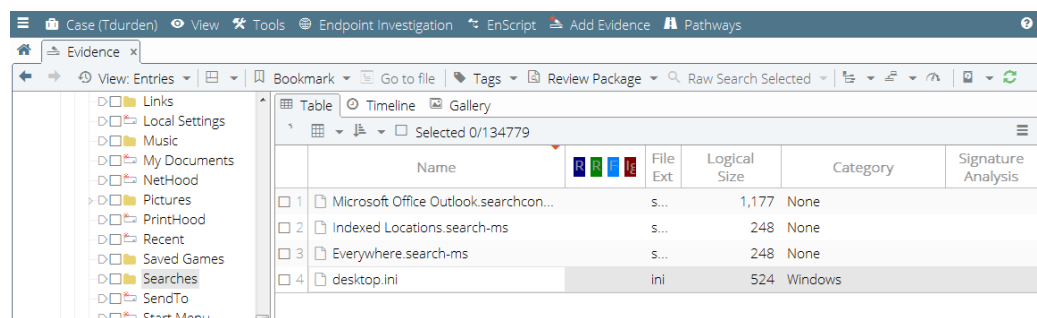 Case (Tdurden) View Tools Endpoint Investigation EnScript Add Evidence Pathways ?
Evidence x
View: Entries Bookmark Go to file Tags Review Package Raw Search Selected
Links
Local Settings
Music
My Documents
NetHood
Pictures
PrintHood
Recent
Saved Games
Searches
SendTo
Start Menu
Table Timeline Gallery
Selected 0/134779
Name R R F Ig File Ext Logical Size Category Signature Analysis
1 Microsoft Office Outlook.searchcon... s... 1,177 None
2 Indexed Locations.search-ms s... 248 None
3 Everywhere.search-ms s... 248 None
4 desktop.ini ini 524 Windows